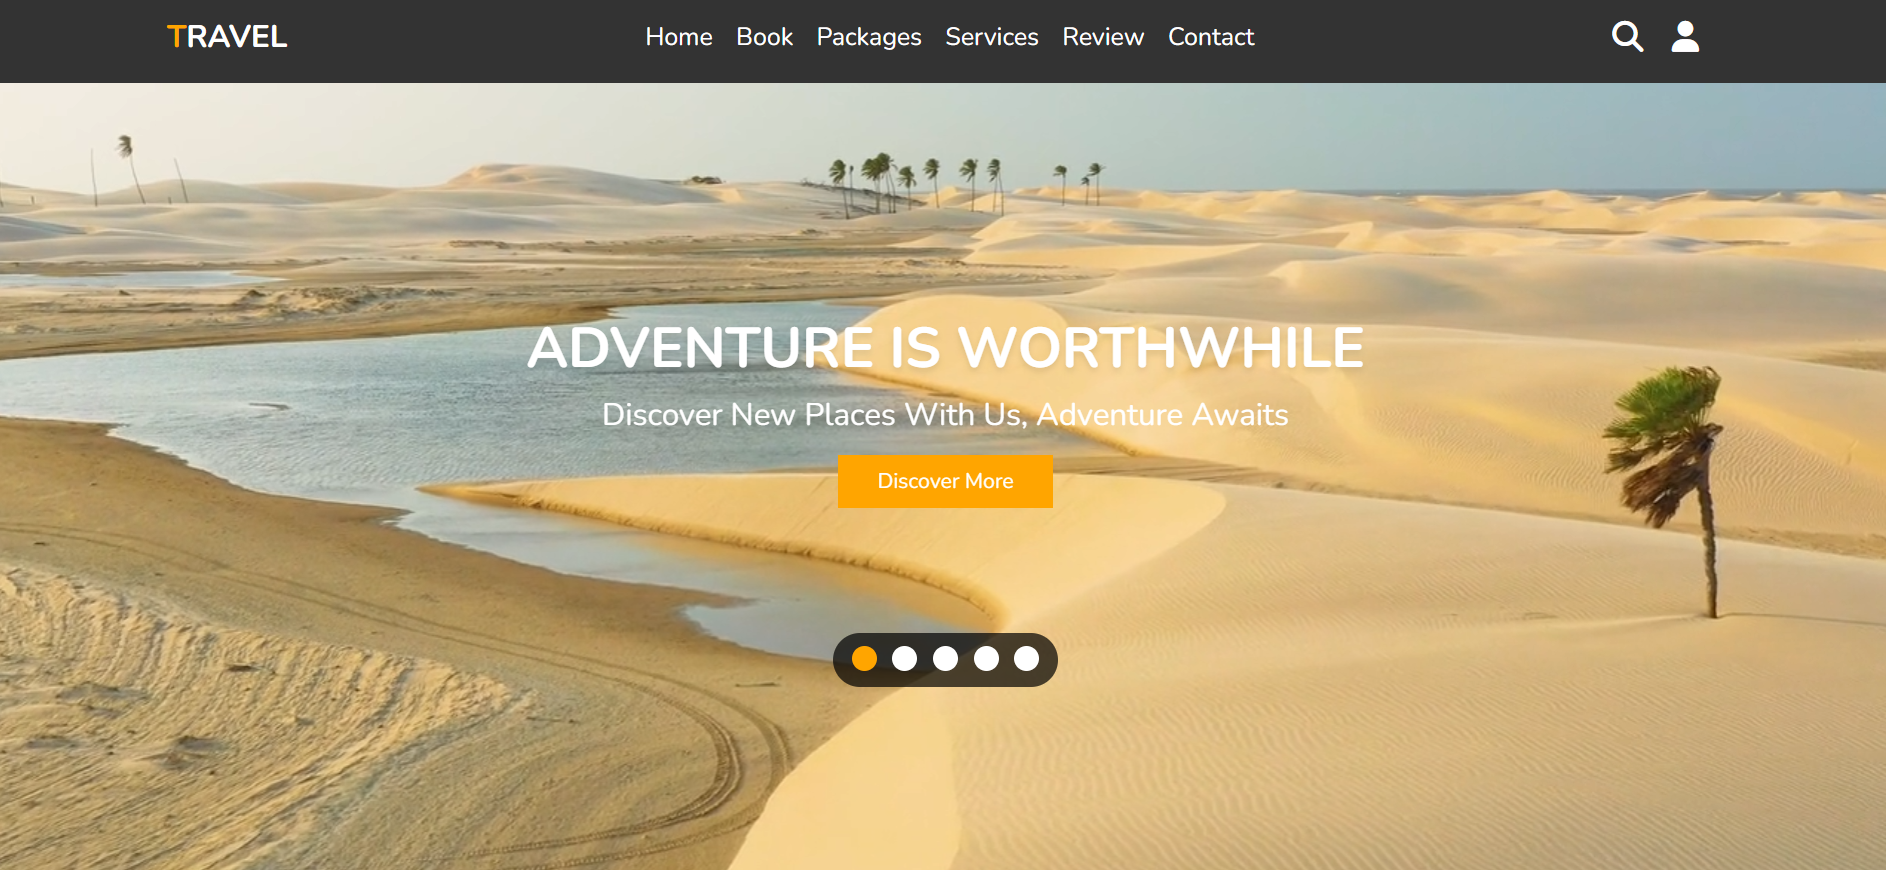 TRAVEL
Home Book Packages Services Review Contact
ADVENTURE IS WORTHWHILE
Discover New Places With Us, Adventure Awaits
Discover More